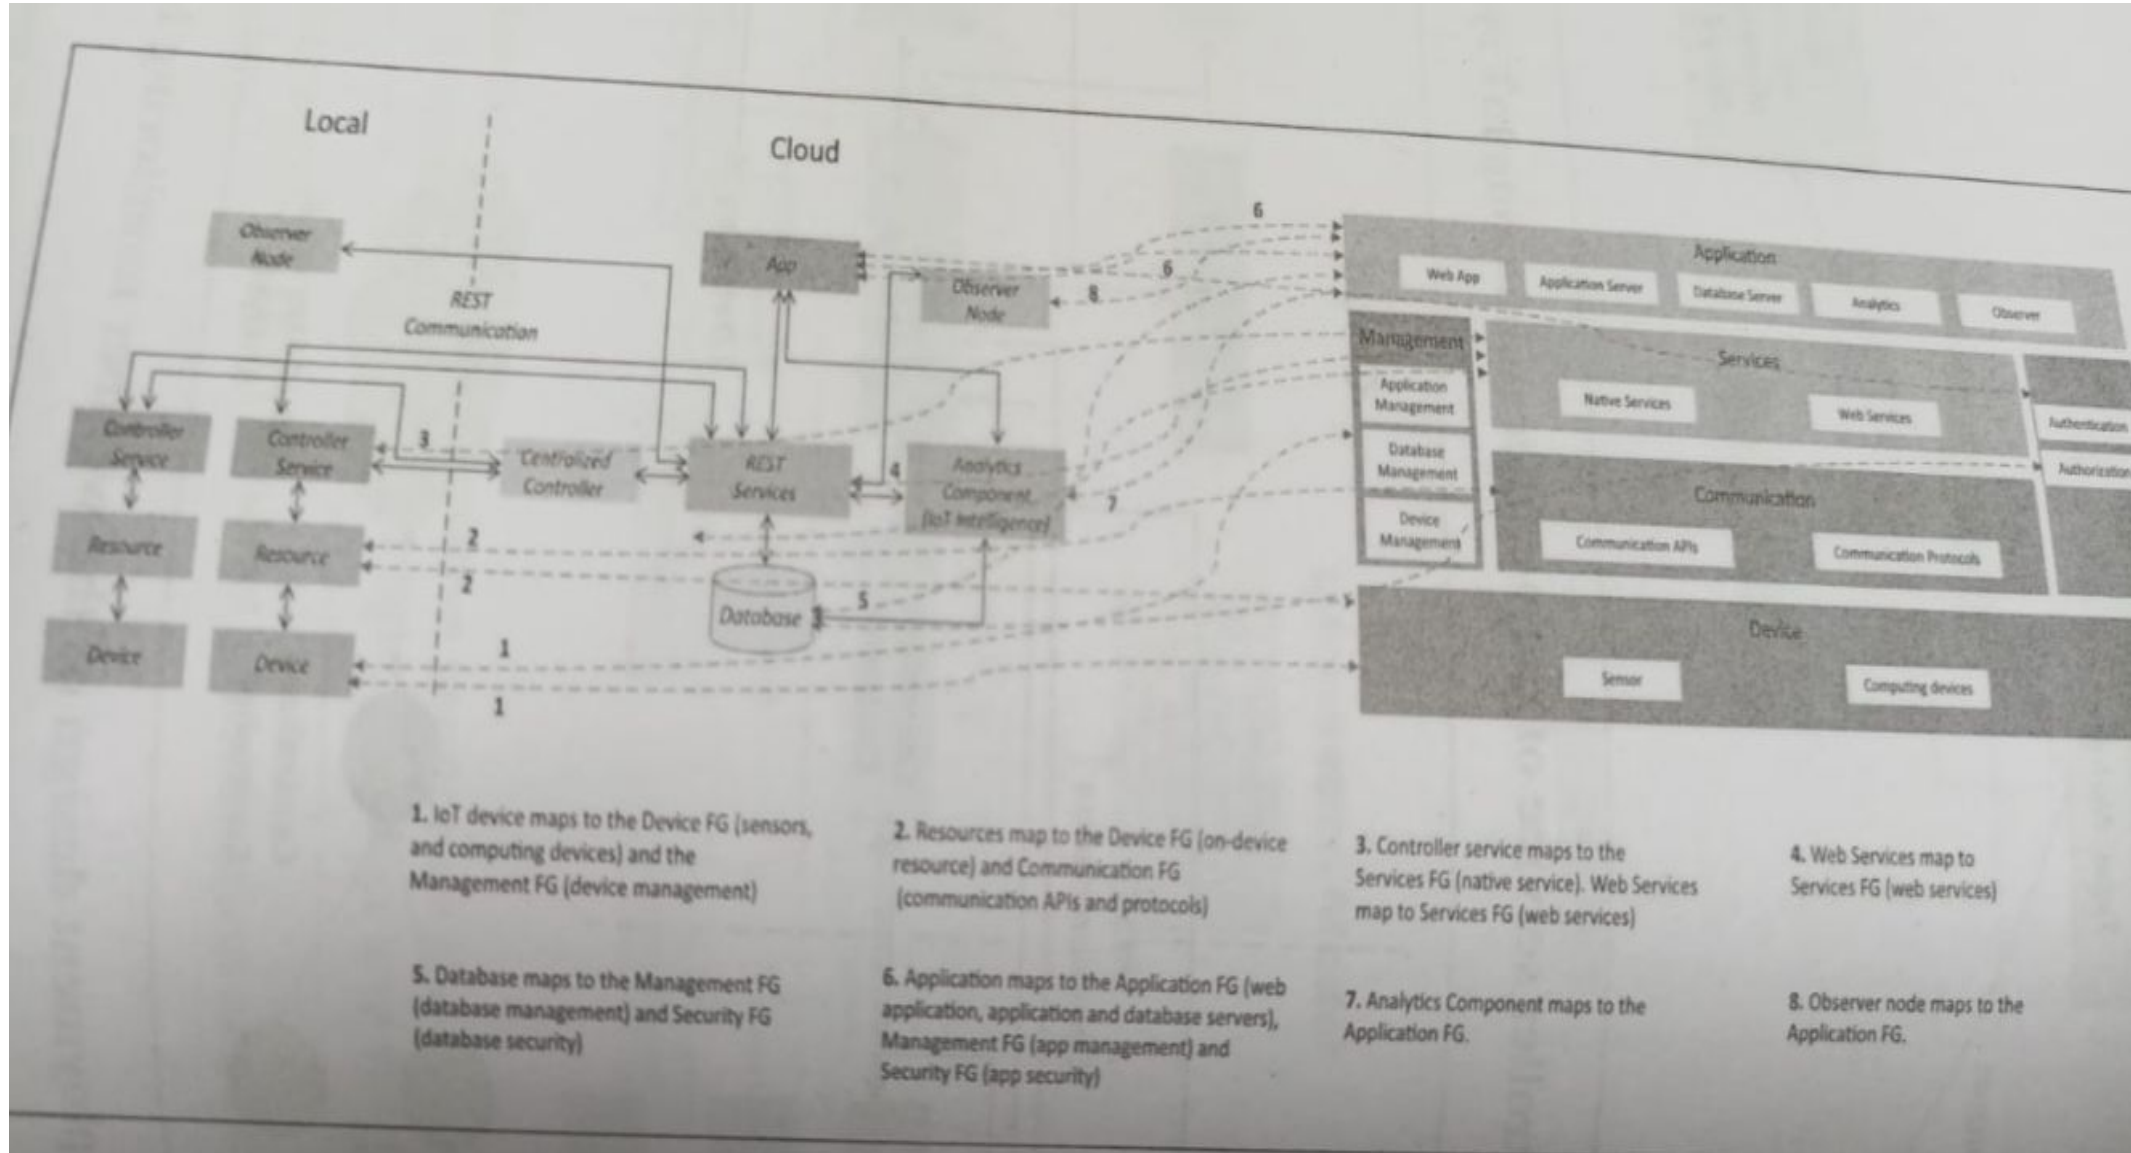 Local
Cloud
Observer
Node
REST
Communication
App
Observer
Node
Controller
Service
Controller
Service
Centralized
Controller
REST
Services
Analytics
Component
(IoT Intelligence)
Resource
Resource
Database
Device
Device
6
6
8
3
4
7
2
2
5
1
1
Application
Web App
Application Server
Database Server
Analytics
Observer
Management
Application
Management
Database
Management
Device
Management
Services
Native Services
Web Services
Authentication
Authorization
Communication
Communication APIs
Communication Protocols
Device
Sensor
Computing devices
1. IoT device maps to the Device FG (sensors,
and computing devices) and the
Management FG (device management)
2. Resources map to the Device FG (on-device
resource) and Communication FG
(communication APIs and protocols)
3. Controller service maps to the
Services FG (native service). Web Services
map to Services FG (web services)
4. Web Services map to
Services FG (web services)
5. Database maps to the Management FG
(database management) and Security FG
(database security)
6. Application maps to the Application FG (web
application, application and database servers),
Management FG (app management) and
Security FG (app security)
7. Analytics Component maps to the
Application FG.
8. Observer node maps to the
Application FG.